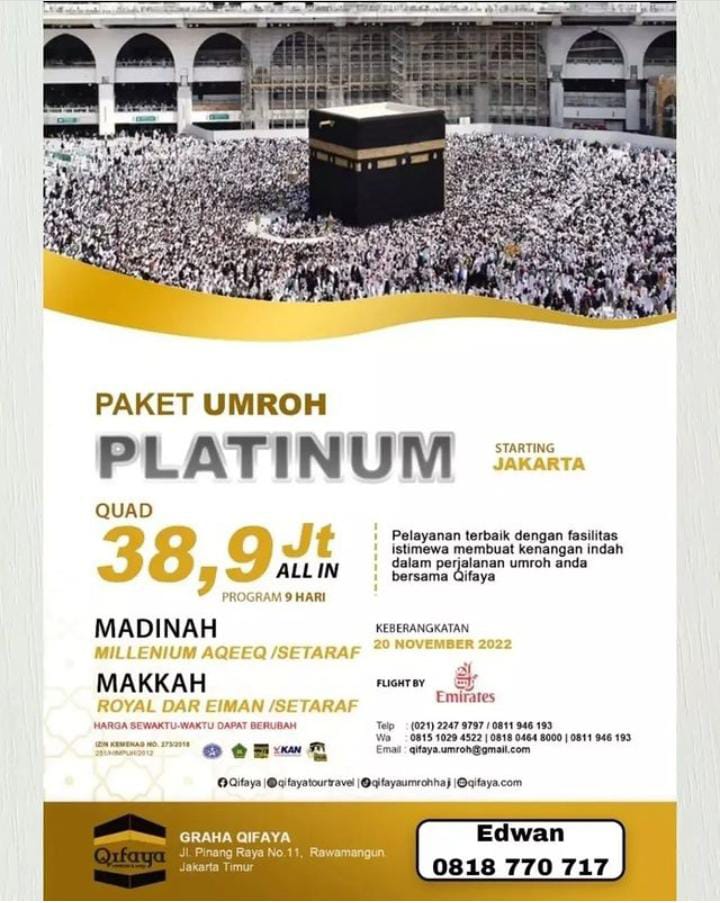 PAKET UMROH
PLATINUM
STARTING
JAKARTA
QUAD
38,9 Jt
ALL IN
PROGRAM 9 HARI
Pelayanan terbaik dengan fasilitas
istimewa membuat kenangan indah
dalam perjalanan umroh anda
bersama Qifaya
MADINAH
MILLENIUM AQEEQ /SETARAF
MAKKAH
ROYAL DAR EIMAN /SETARAF
HARGA SEWAKTU-WAKTU DAPAT BERUBAH
IZIN KEMENAG NO. 273/2018
251/HIMPUH/2012
KAN
KEBERANGKATAN
20 NOVEMBER 2022
FLIGHT BY
Emirates
Telp : (021) 2247 9797 / 0811 946 193
Wa : 0815 1029 4522 | 0818 0464 8000 | 0811 946 193
Email : qifaya.umroh@gmail.com
Qifaya | qifayatourtravel | qifayaumrohhaji | qifaya.com
Qifaya
GRAHA QIFAYA
Jl. Pinang Raya No.11, Rawamangun.
Jakarta Timur
Edwan
0818 770 717